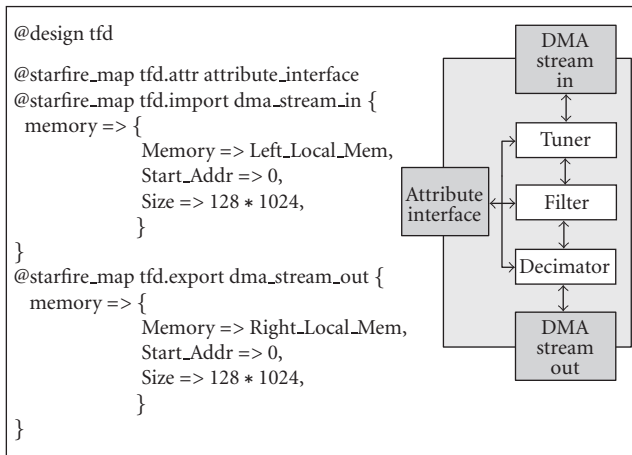 @design tfd
@starfire_map tfd.attr attribute_interface
@starfire_map tfd.import dma_stream_in {
memory => {
Memory => Left_Local_Mem,
Start_Addr => 0,
Size => 128 * 1024,
}
}
@starfire_map tfd.export dma_stream_out {
memory => {
Memory => Right_Local_Mem,
Start_Addr => 0,
Size => 128 * 1024,
}
}
DMA
stream
in
Tuner
Attribute
interface
Filter
Decimator
DMA
stream
out